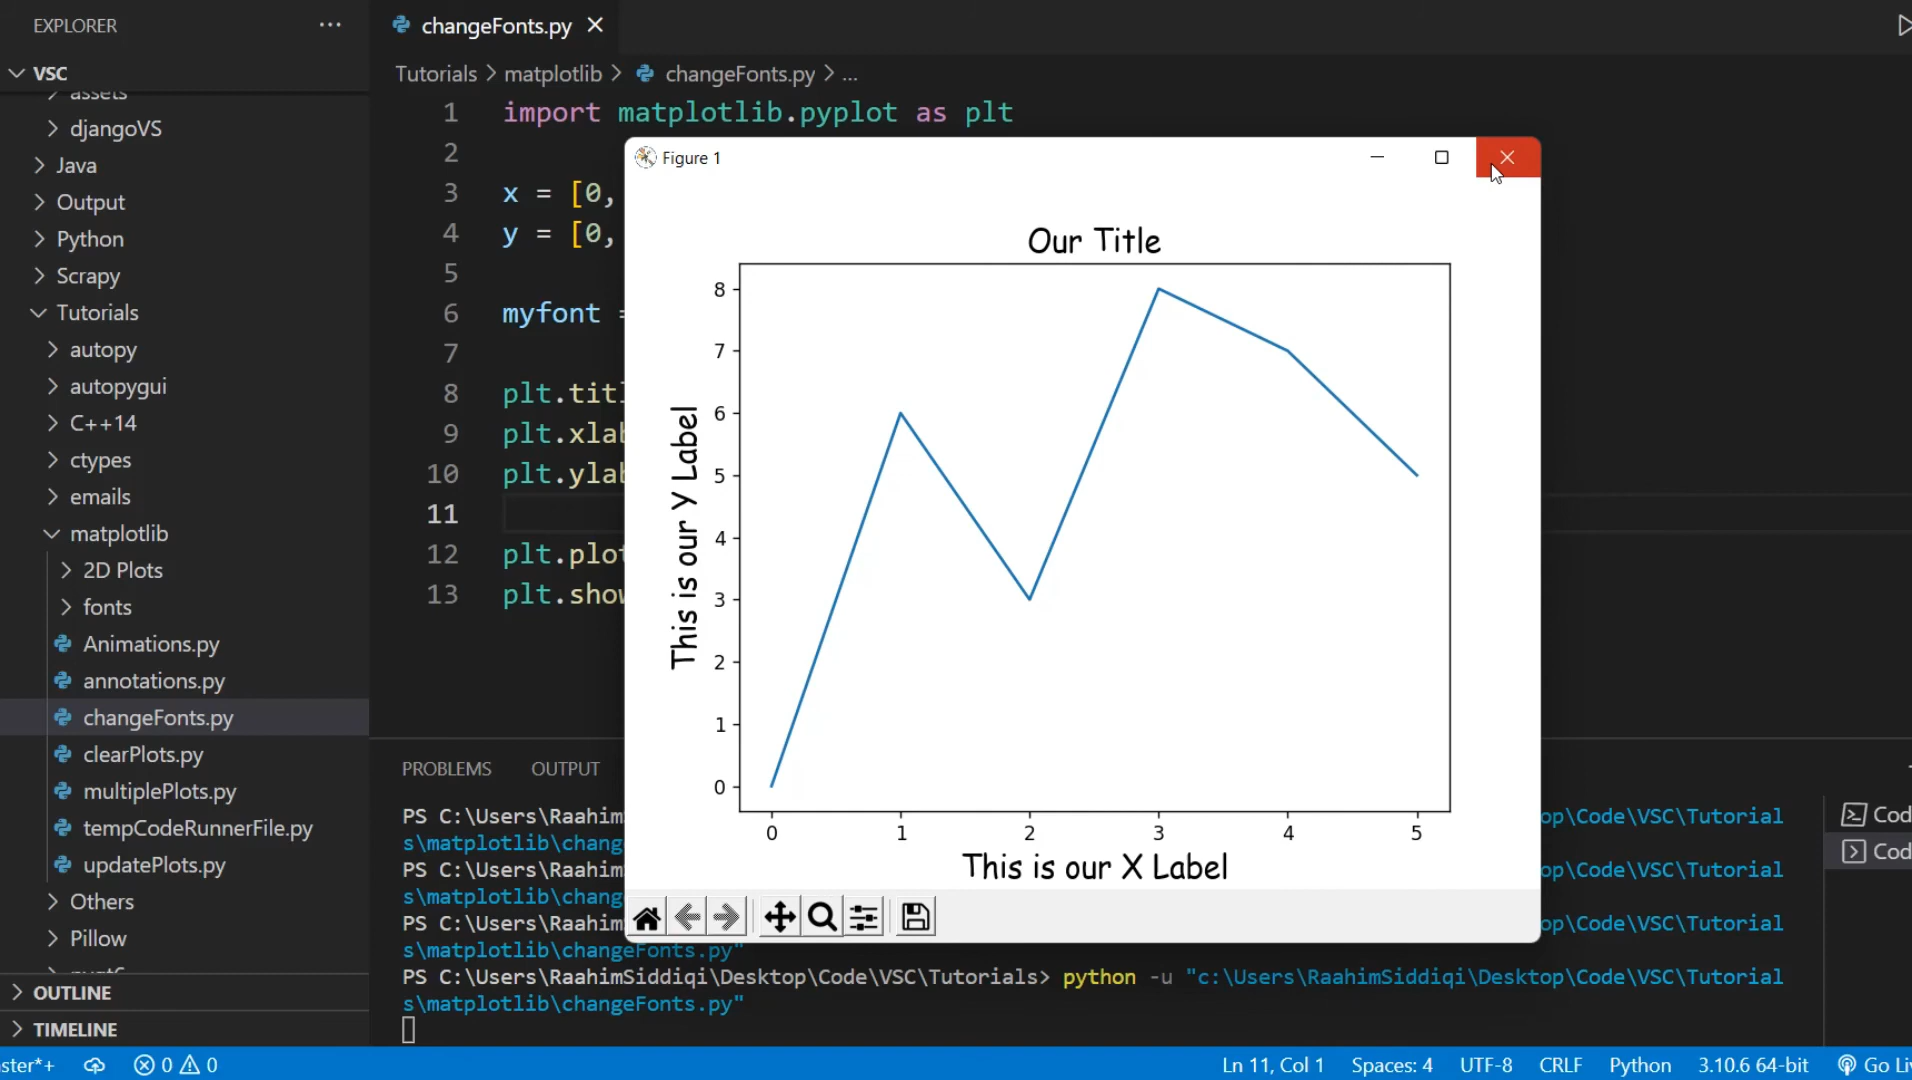 EXPLORER
VSC
assets
djangoVS
Java
Output
Python
Scrapy
Tutorials
autopy
autopygui
C++14
ctypes
emails
matplotlib
2D Plots
fonts
Animations.py
annotations.py
changeFonts.py
clearPlots.py
multiplePlots.py
tempCodeRunnerFile.py
updatePlots.py
Others
Pillow
OUTLINE
TIMELINE
changeFonts.py
Tutorials > matplotlib > changeFonts.py > ...
1 import matplotlib.pyplot as plt
2
3 x = [0,
4 y = [0,
5
6 myfont =
7
8 plt.titl
9 plt.xlab
10 plt.ylab
11
12 plt.plot
13 plt.show
Figure 1
Our Title
8
7
6
5
4
3
2
1
0
This is our Y Label
0 1 2 3 4 5
This is our X Label
PROBLEMS OUTPUT
PS C:\Users\Raahim op\Code\VSC\Tutorial
s\matplotlib\change
PS C:\Users\Raahim op\Code\VSC\Tutorial
s\matplotlib\change
PS C:\Users\Raahim op\Code\VSC\Tutorial
s\matplotlib\changeFonts.py"
PS C:\Users\RaahimSiddiqi\Desktop\Code\VSC\Tutorials> python -u "c:\Users\RaahimSiddiqi\Desktop\Code\VSC\Tutorial
s\matplotlib\changeFonts.py"
Cod
Cod
ster*+ 0 0 Ln 11, Col 1 Spaces: 4 UTF-8 CRLF Python 3.10.6 64-bit Go Li